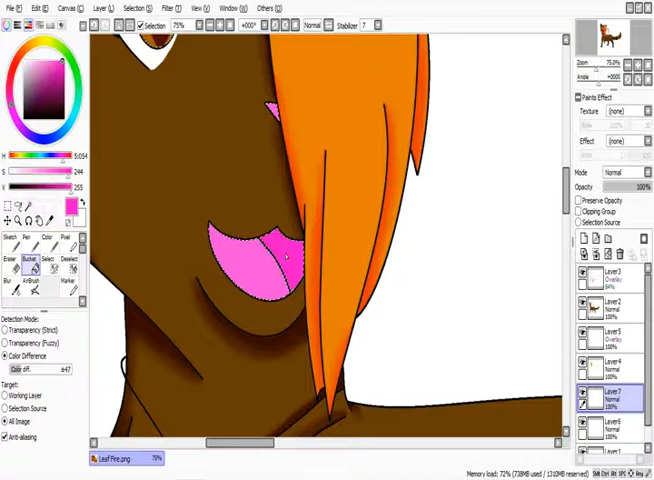 File (F) Edit (E) Canvas (C) Layer (L) Selection (S) Filter (T) View (V) Window (W) Others (O)
Selection 75% +000° Normal Stabilizer 7
Zoom 75.0%
Angle +000
Paints Effect
Texture (none)
Effect (none)
Mode Normal
Opacity 100%
Preserve Opacity
Clipping Group
Selection Source
H
S 244
V 255
Sketch Pen Color Pixel
Eraser Bucket Select Deselect
Blur AirBrush Marker
Detection Mode:
Transparency (Strict)
Transparency (Fuzzy)
Color Difference
Color diff. ±47
Target:
Working Layer
Selection Source
All Image
Anti-aliasing
Layer3
Overlay
Layer2
Normal
100%
Layer5
Overlay
100%
Layer4
100%
Layer7
Normal
100%
Layer6
Normal
100%
Leaf Fire.png 75%
Memory load: 72% (738MB used / 1310MB reserved)